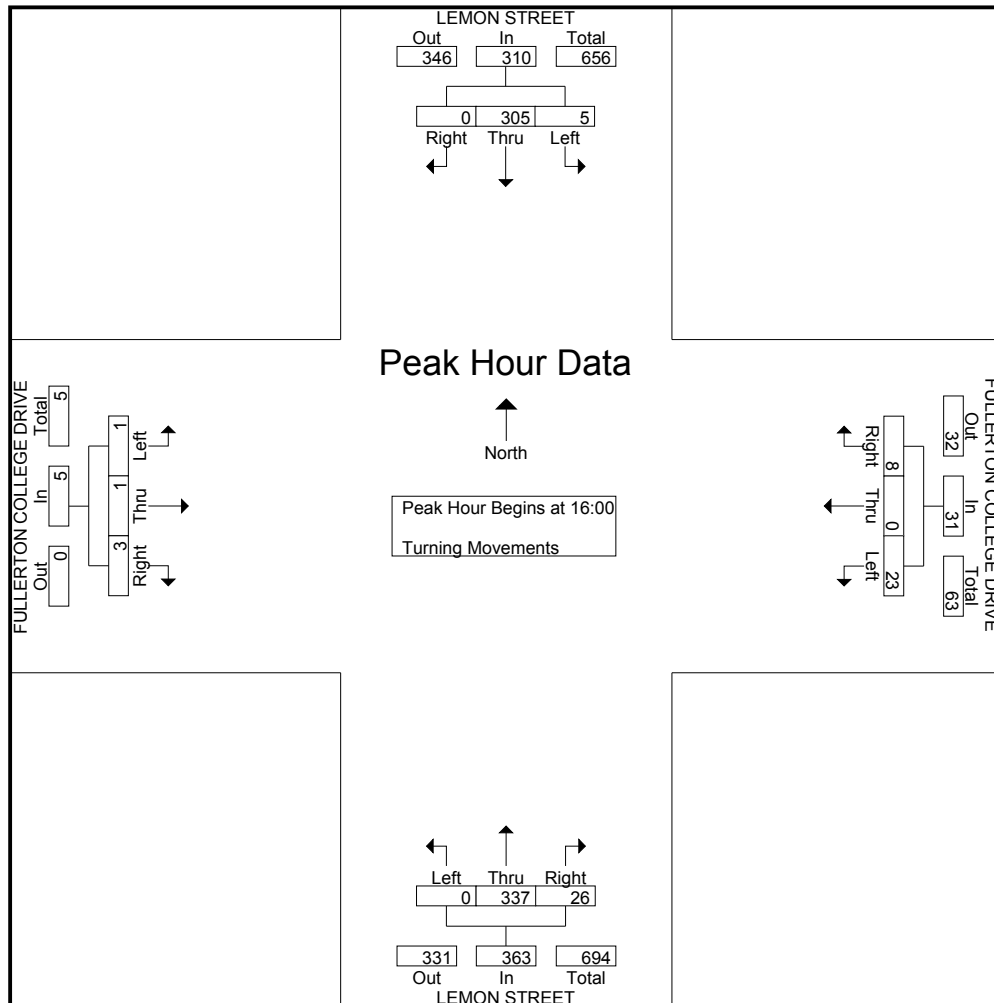 LEMON STREET
Out In Total
346 310 656
0 305 5
Right Thru Left
Peak Hour Data
North
Peak Hour Begins at 16:00
Turning Movements
FULLERTON COLLEGE DRIVE
Out In Total
0 5 5
Left Thru Right
1 1 3
FULLERTON COLLEGE DRIVE
Out In Total
32 31 63
Right Thru Left
8 0 23
Left Thru Right
0 337 26
331 363 694
Out In Total
LEMON STREET